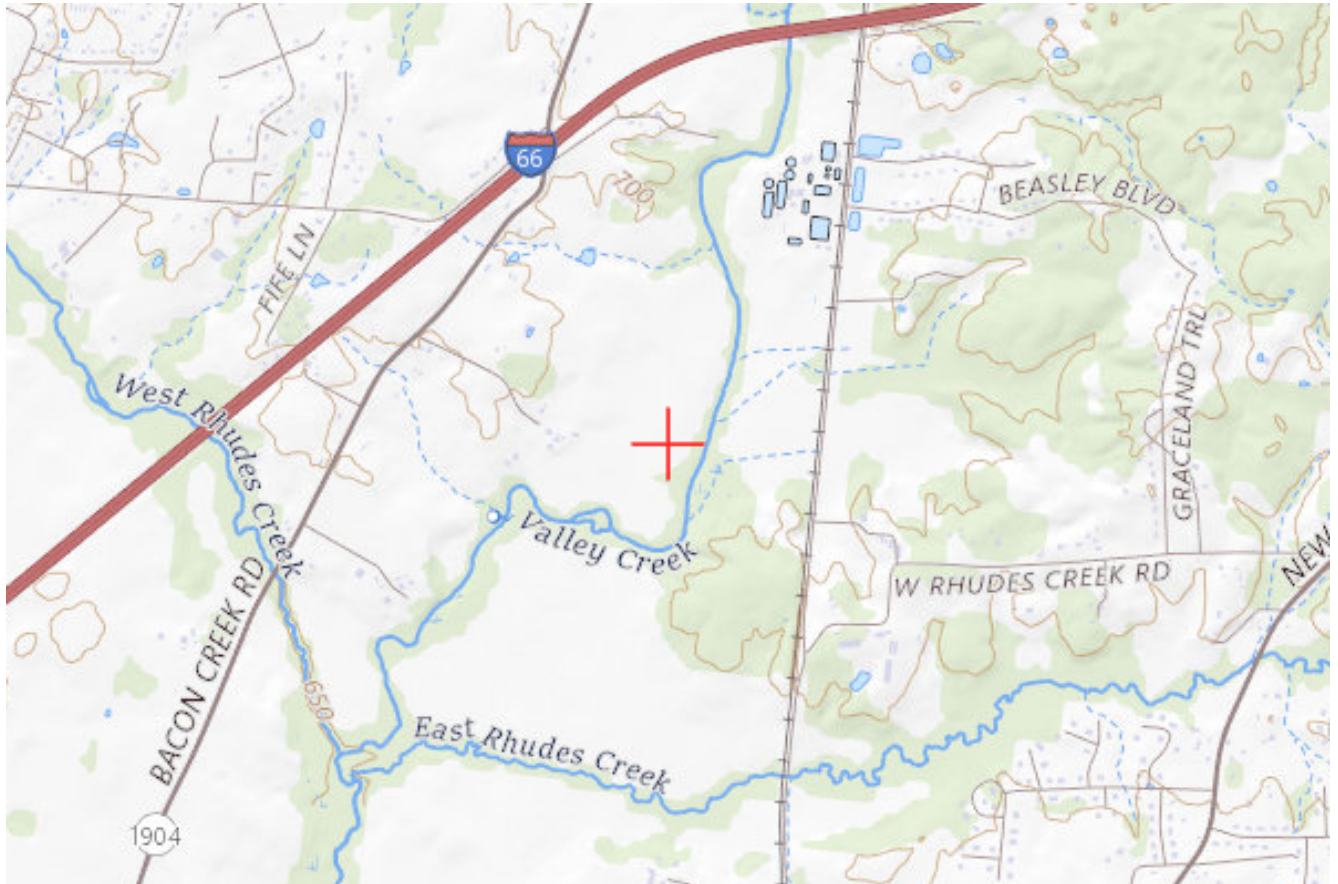 66
700
BEASLEY BLVD
FIFE LN
GRACELAND TRL
West Rhudes Creek
Valley Creek
NEW
W RHUDES CREEK RD
BACON CREEK RD
650
East Rhudes Creek
1904